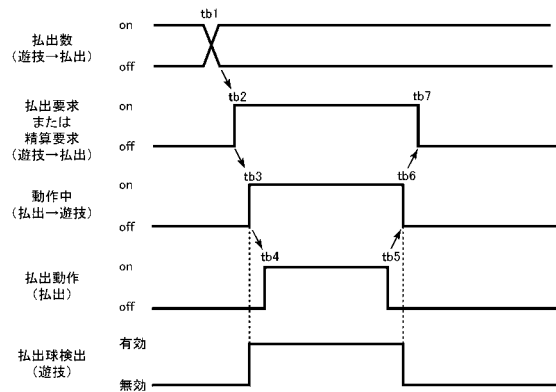 払出数
(遊技→払出)
on
off
tb1
払出要求
または
精算要求
(遊技→払出)
on
off
tb2
tb7
動作中
(払出→遊技)
on
off
tb3
tb6
払出動作
(払出)
on
off
tb4
tb5
払出球検出
(遊技)
有効
無効